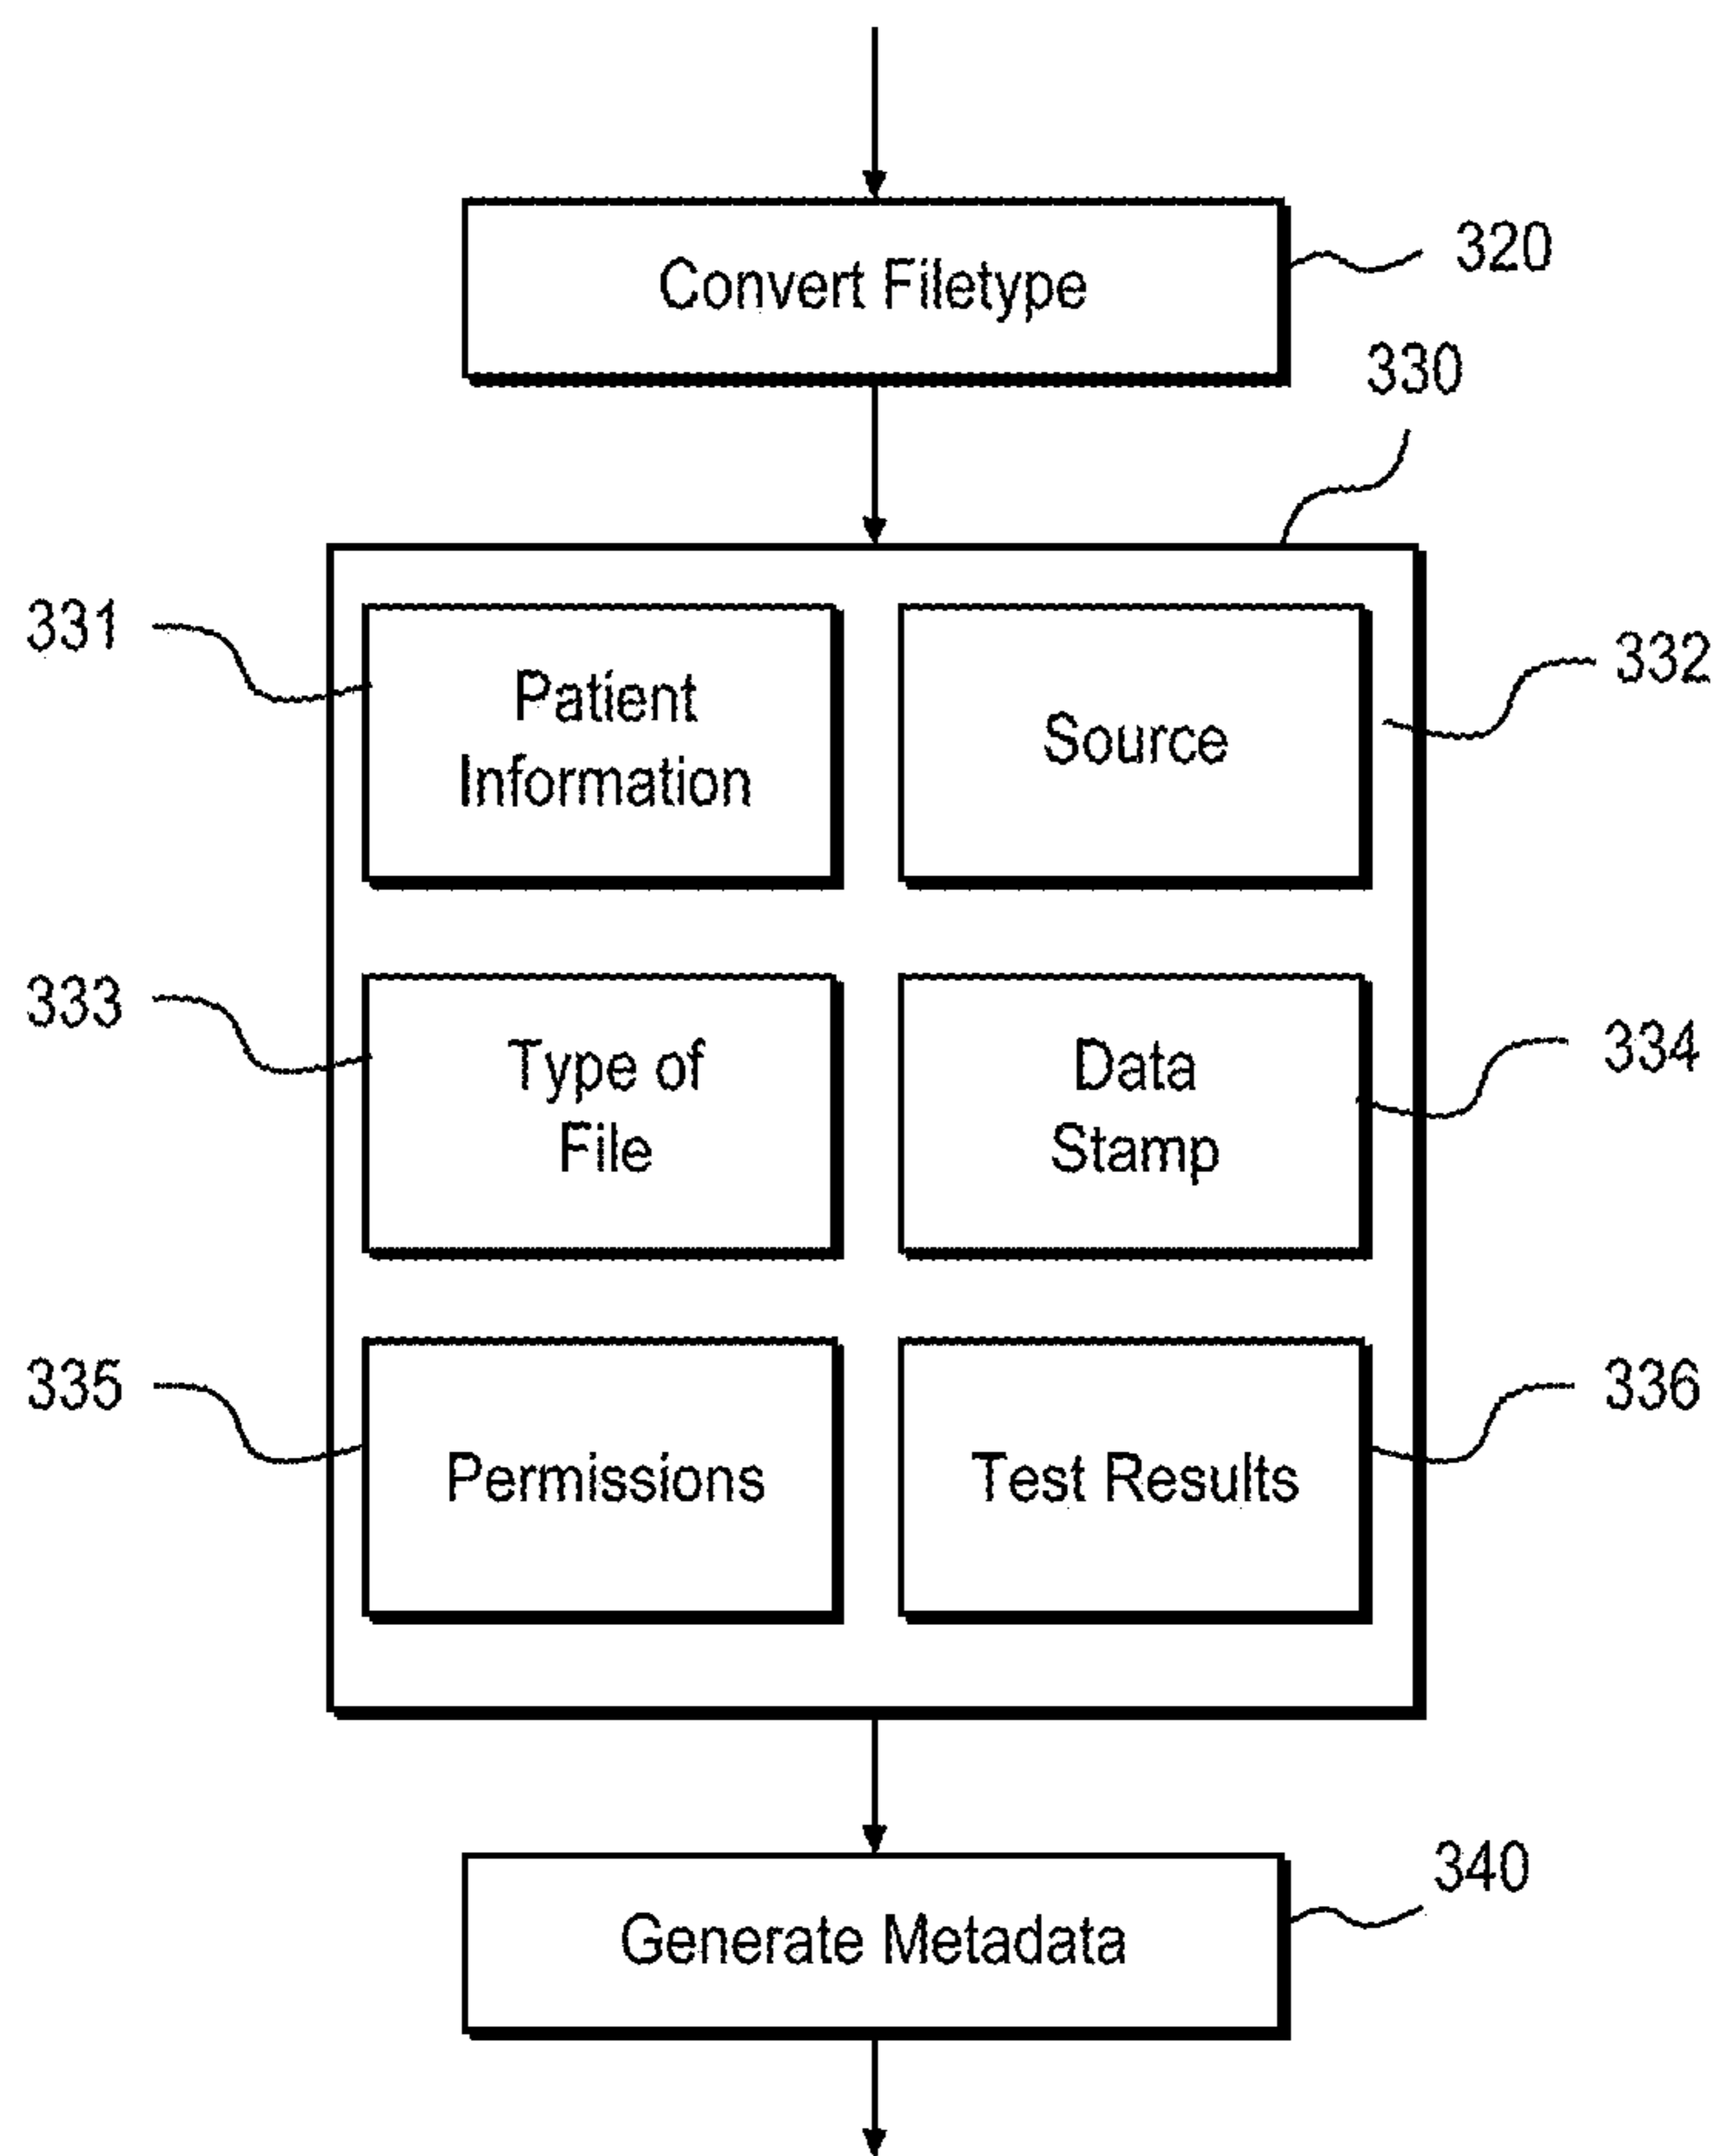 Convert Filetype
320
330
331
Patient
Information
Source
332
333
Type of
File
Data
Stamp
334
335
Permissions
Test Results
336
Generate Metadata
340